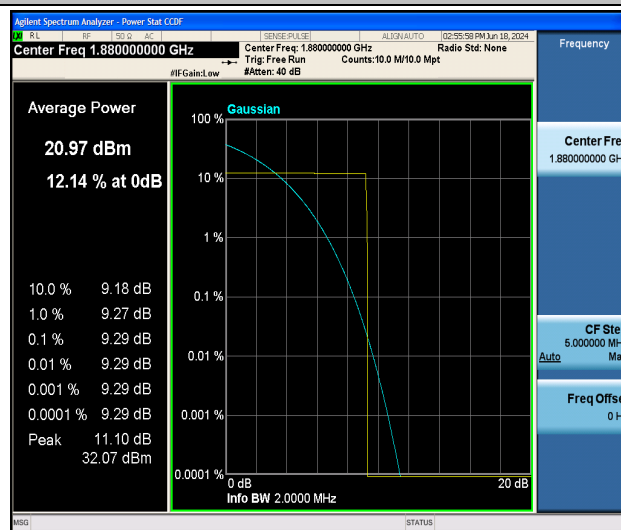 Agilent Spectrum Analyzer - Power Stat CCDF
LXI RL RF 50 Ω AC SENSE:PULSE ALIGN AUTO 02:55:58 PM Jun 18, 2024
Center Freq 1.880000000 GHz
Center Freq: 1.880000000 GHz Radio Std: None
Trig: Free Run Counts:10.0 M/10.0 Mpt
#IFGain:Low #Atten: 40 dB
Frequency
Average Power
20.97 dBm
12.14 % at 0dB
10.0 % 9.18 dB
1.0 % 9.27 dB
0.1 % 9.29 dB
0.01 % 9.29 dB
0.001 % 9.29 dB
0.0001 % 9.29 dB
Peak 11.10 dB
32.07 dBm
Gaussian
100 %
10 %
1 %
0.1 %
0.01 %
0.001 %
0.0001 %
0 dB 20 dB
Info BW 2.0000 MHz
Center Fre
1.880000000 GH
CF Ste
5.000000 MH
Auto Ma
Freq Offse
0 H
MSG STATUS